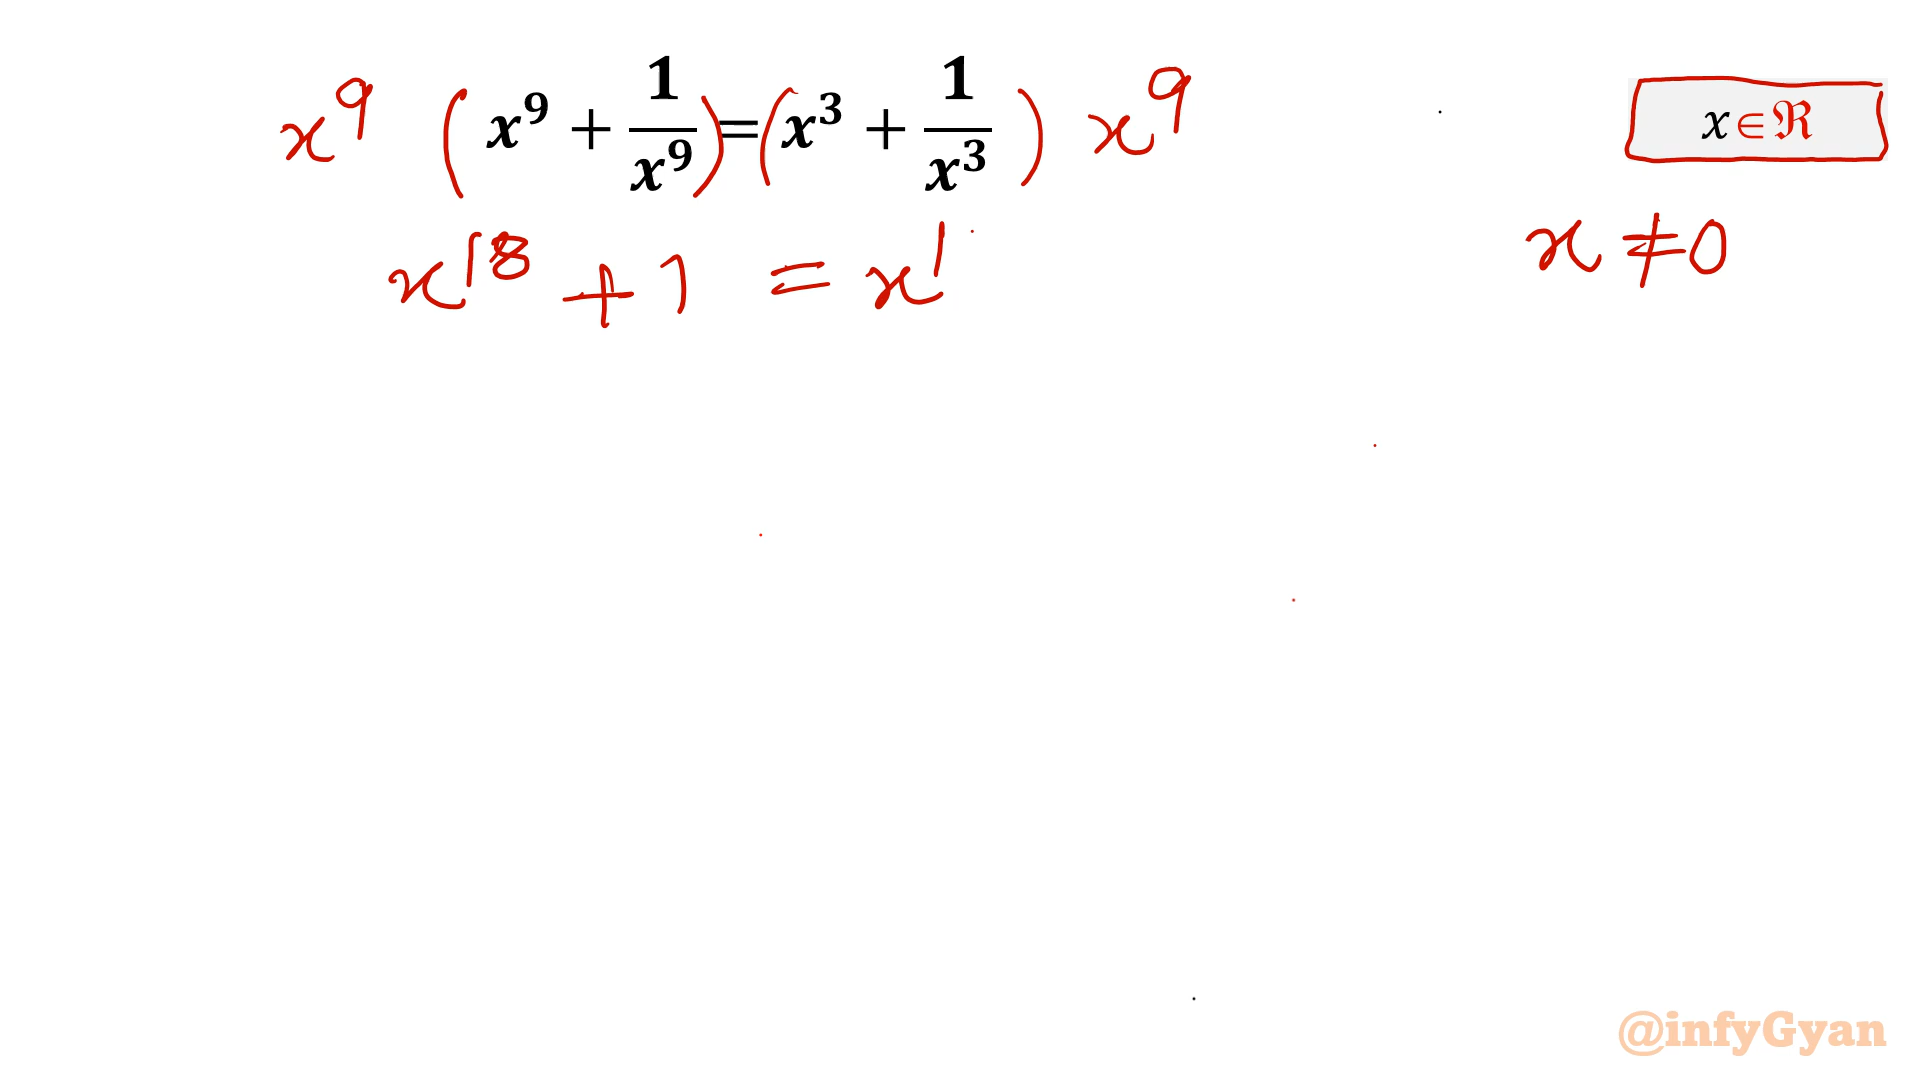 x⁹ (x⁹ + 1/x⁹) = (x³ + 1/x³) x⁹
x ∈ ℜ
x ≠ 0
x¹⁸ + 1 = x¹
@infyGyan